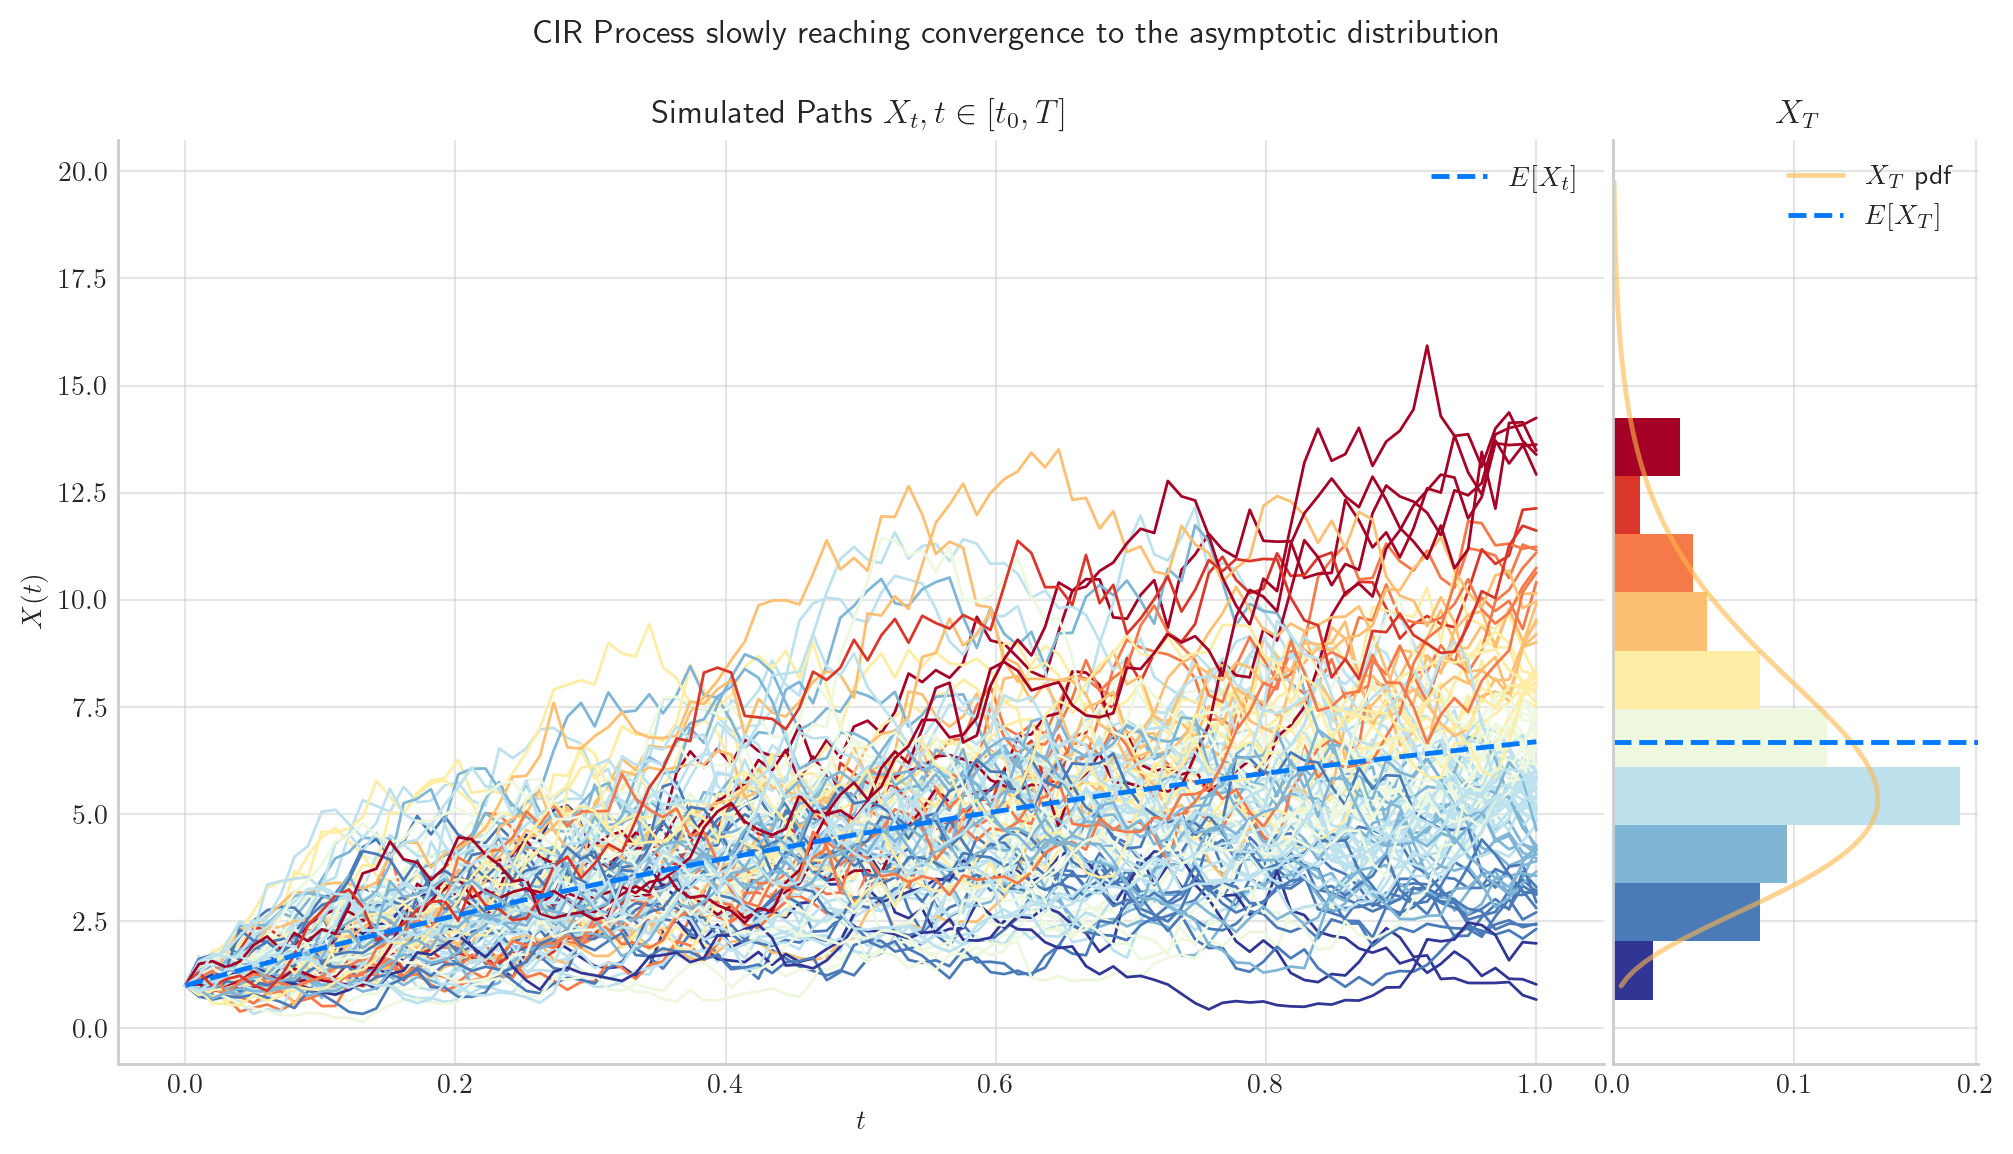 CIR Process slowly reaching convergence to the asymptotic distribution
Simulated Paths $X_t, t \in [t_0, T]$
$X_T$
20.0
17.5
15.0
12.5
10.0
7.5
5.0
2.5
0.0
$X(t)$
$E[X_t]$
$X_T$ pdf
$E[X_T]$
0.0 0.2 0.4 0.6 0.8 1.0
0.0 0.1 0.2
$t$